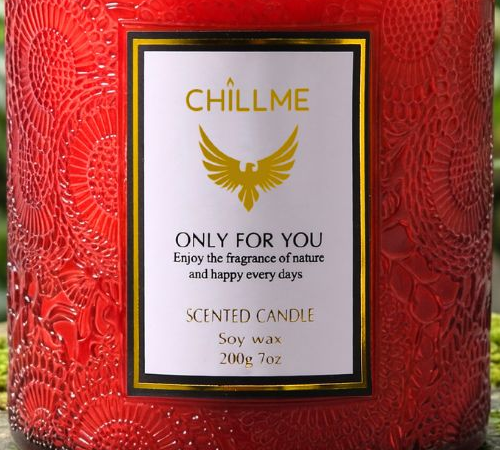 CHÎLLME
ONLY FOR YOU
Enjoy the fragrance of nature
and happy every days
SCENTED CANDLE
Soy wax
200g 7oz